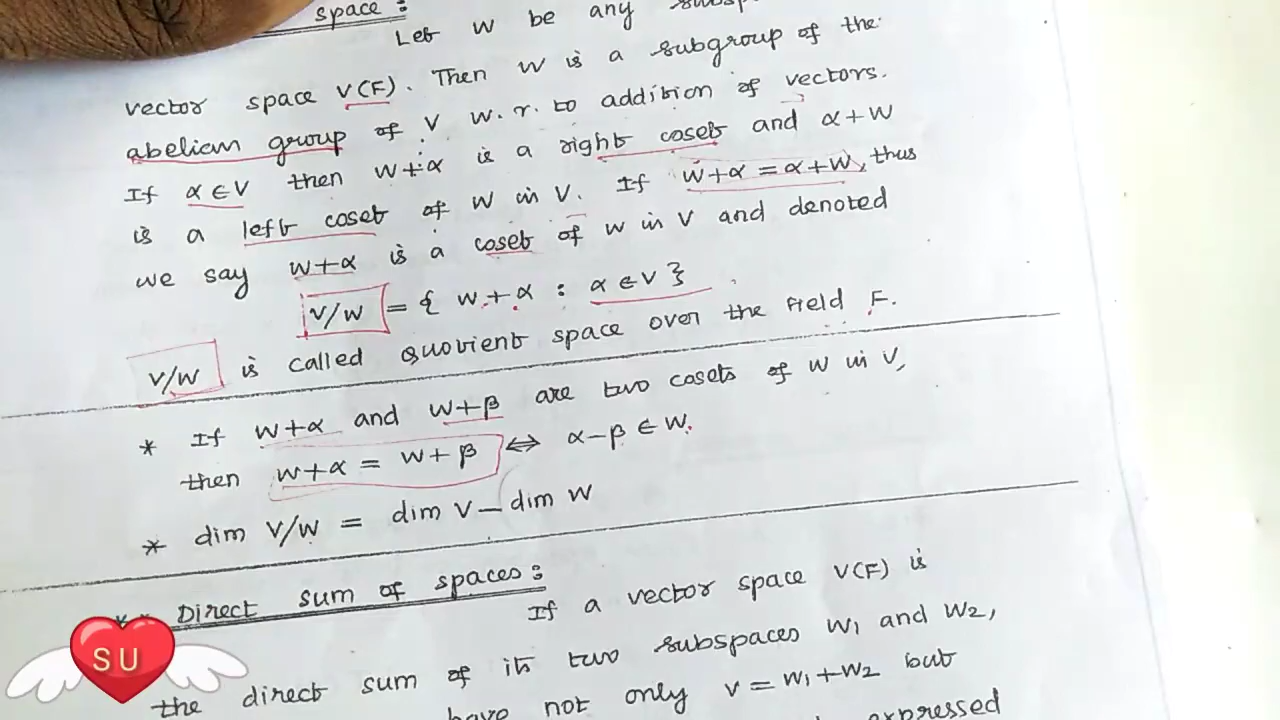 space :
Let W be any
vector space V(F). Then W is a subgroup of the
abelian group of V w.r. to addition of vectors.
If α ∈ V then W+α is a right coset and α+W
is a left coset of W in V. If W+α = α+W, thus
we say W+α is a coset of W in V and denoted
V/W = { W+α : α ∈ V }
V/W is called quotient space over the field F.
* If W+α and W+β are two cosets of W in V,
then W+α = W+β ⇔ α-β ∈ W.
* dim V/W = dim V - dim W
** Direct sum of spaces :
If a vector space V(F) is
the direct sum of its two subspaces W1 and W2,
have not only V = W1+W2 but
expressed
SU